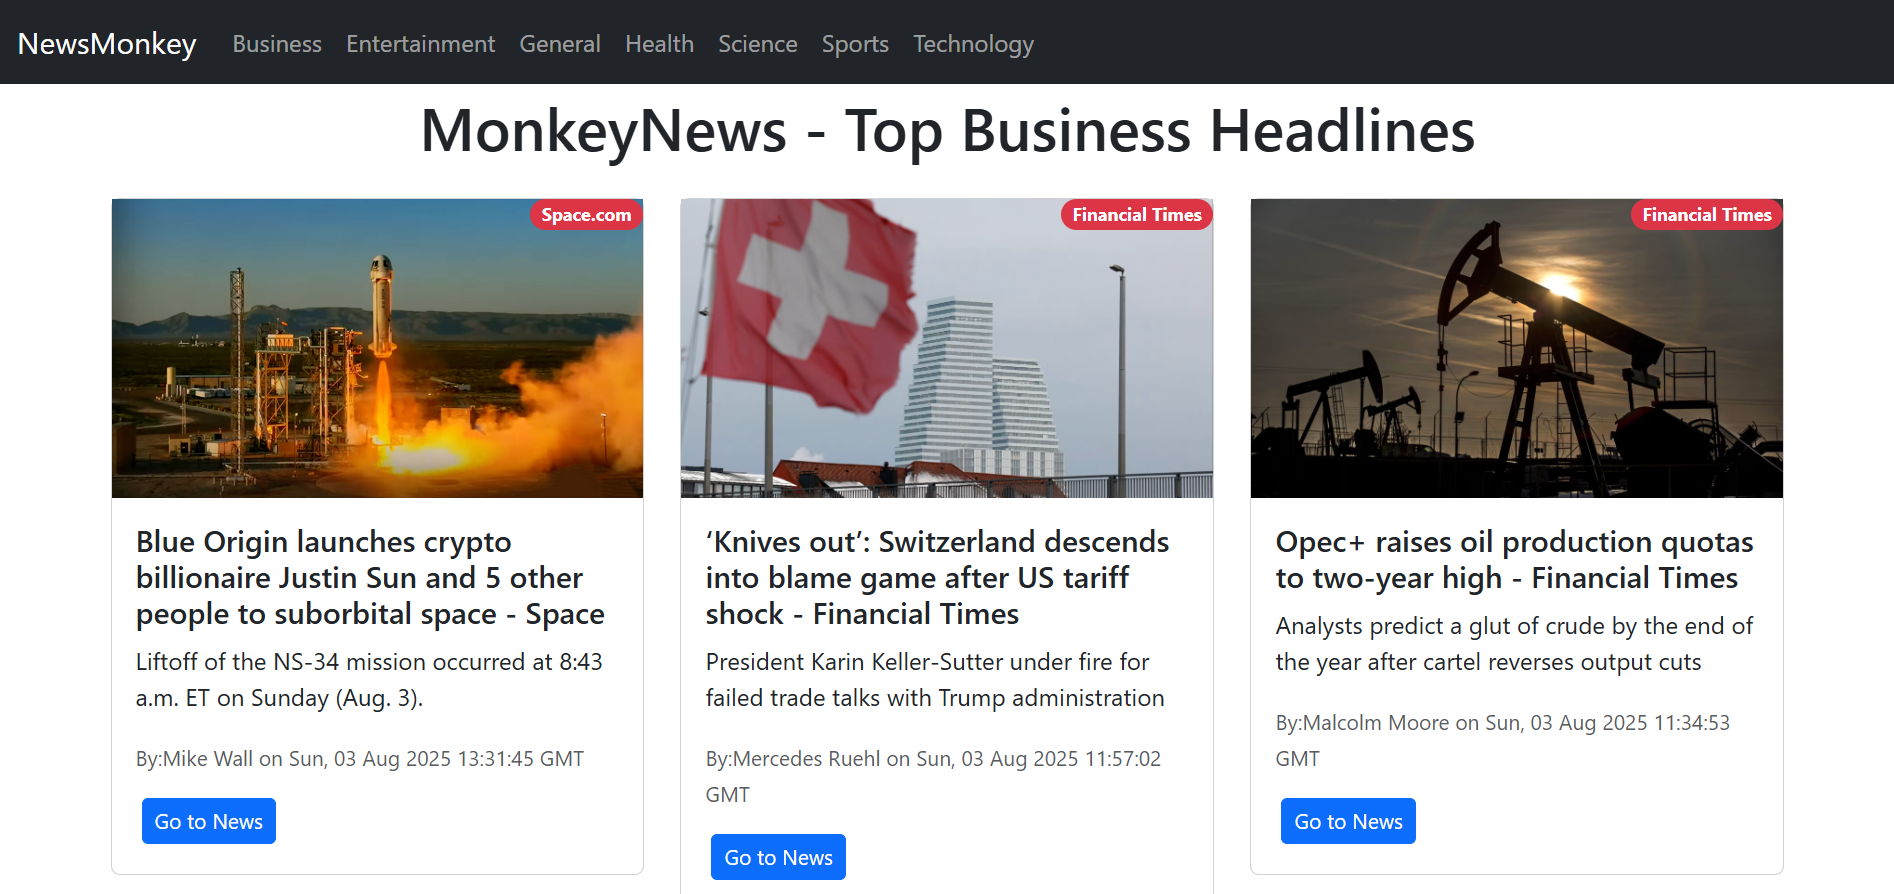 NewsMonkey Business Entertainment General Health Science Sports Technology
MonkeyNews - Top Business Headlines
Space.com
Blue Origin launches crypto
billionaire Justin Sun and 5 other
people to suborbital space - Space
Liftoff of the NS-34 mission occurred at 8:43
a.m. ET on Sunday (Aug. 3).
By:Mike Wall on Sun, 03 Aug 2025 13:31:45 GMT
Go to News
Financial Times
‘Knives out’: Switzerland descends
into blame game after US tariff
shock - Financial Times
President Karin Keller-Sutter under fire for
failed trade talks with Trump administration
By:Mercedes Ruehl on Sun, 03 Aug 2025 11:57:02
GMT
Go to News
Financial Times
Opec+ raises oil production quotas
to two-year high - Financial Times
Analysts predict a glut of crude by the end of
the year after cartel reverses output cuts
By:Malcolm Moore on Sun, 03 Aug 2025 11:34:53
GMT
Go to News